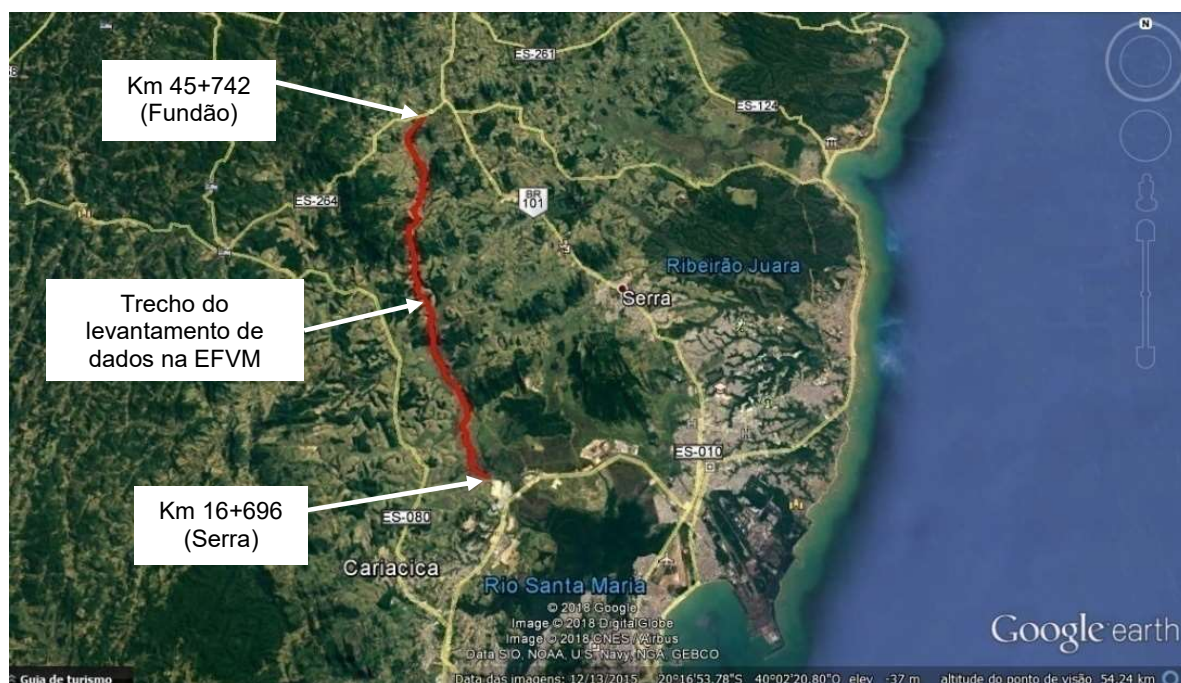 N
ES-261
Km 45+742
(Fundão)
ES-124
ES-264
BR
101
Ribeirão Juara
Serra
Trecho do
levantamento de
dados na EFVM
ES-010
Km 16+696
(Serra)
ES-080
Cariacica
Rio Santa Maria
© 2018 Google
Image © 2018 DigitalGlobe
Image © 2018 CNES / Airbus
Data SIO, NOAA, U.S. Navy, NGA, GEBCO
Google earth
Guia de turismo
Data das imagens: 12/13/2015 20°16'53.78"S 40°02'20.80"O elev -37 m altitude do ponto de visão 54.24 km